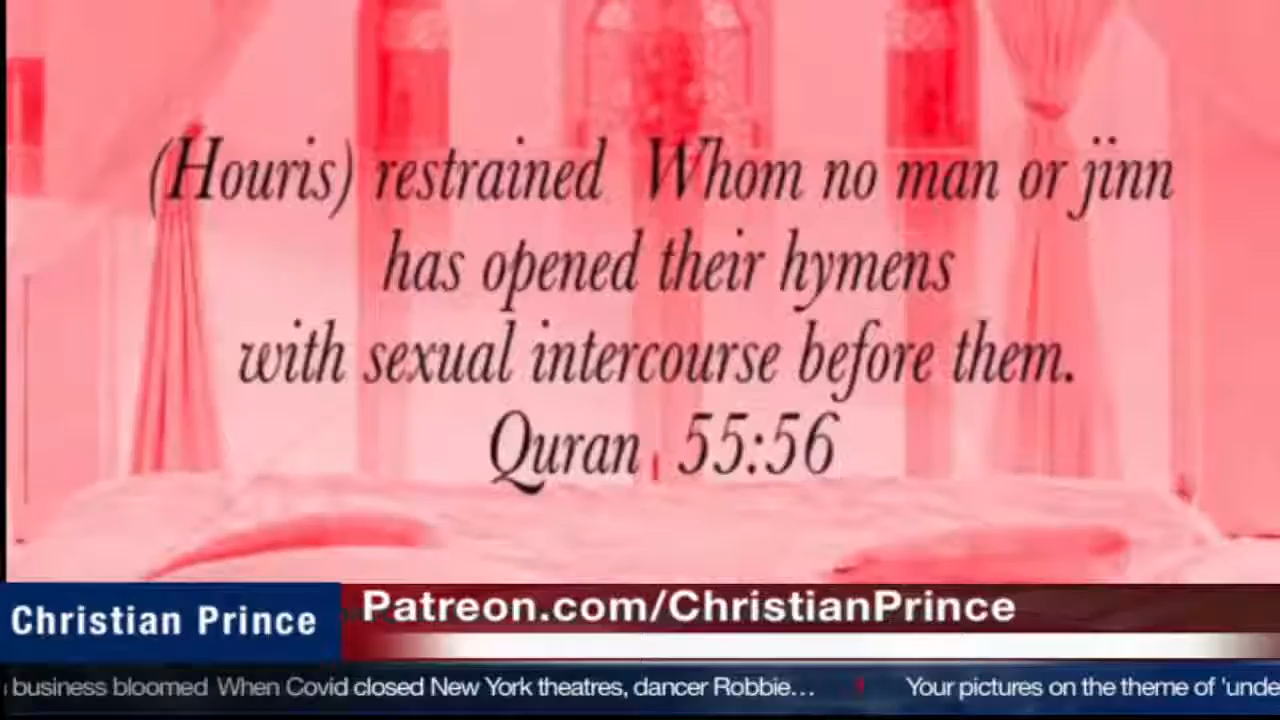 (Houris) restrained Whom no man or jinn
has opened their hymens
with sexual intercourse before them.
Quran 55:56
Christian Prince
Patreon.com/ChristianPrince
business bloomed When Covid closed New York theatres, dancer Robbie… Your pictures on the theme of 'unde